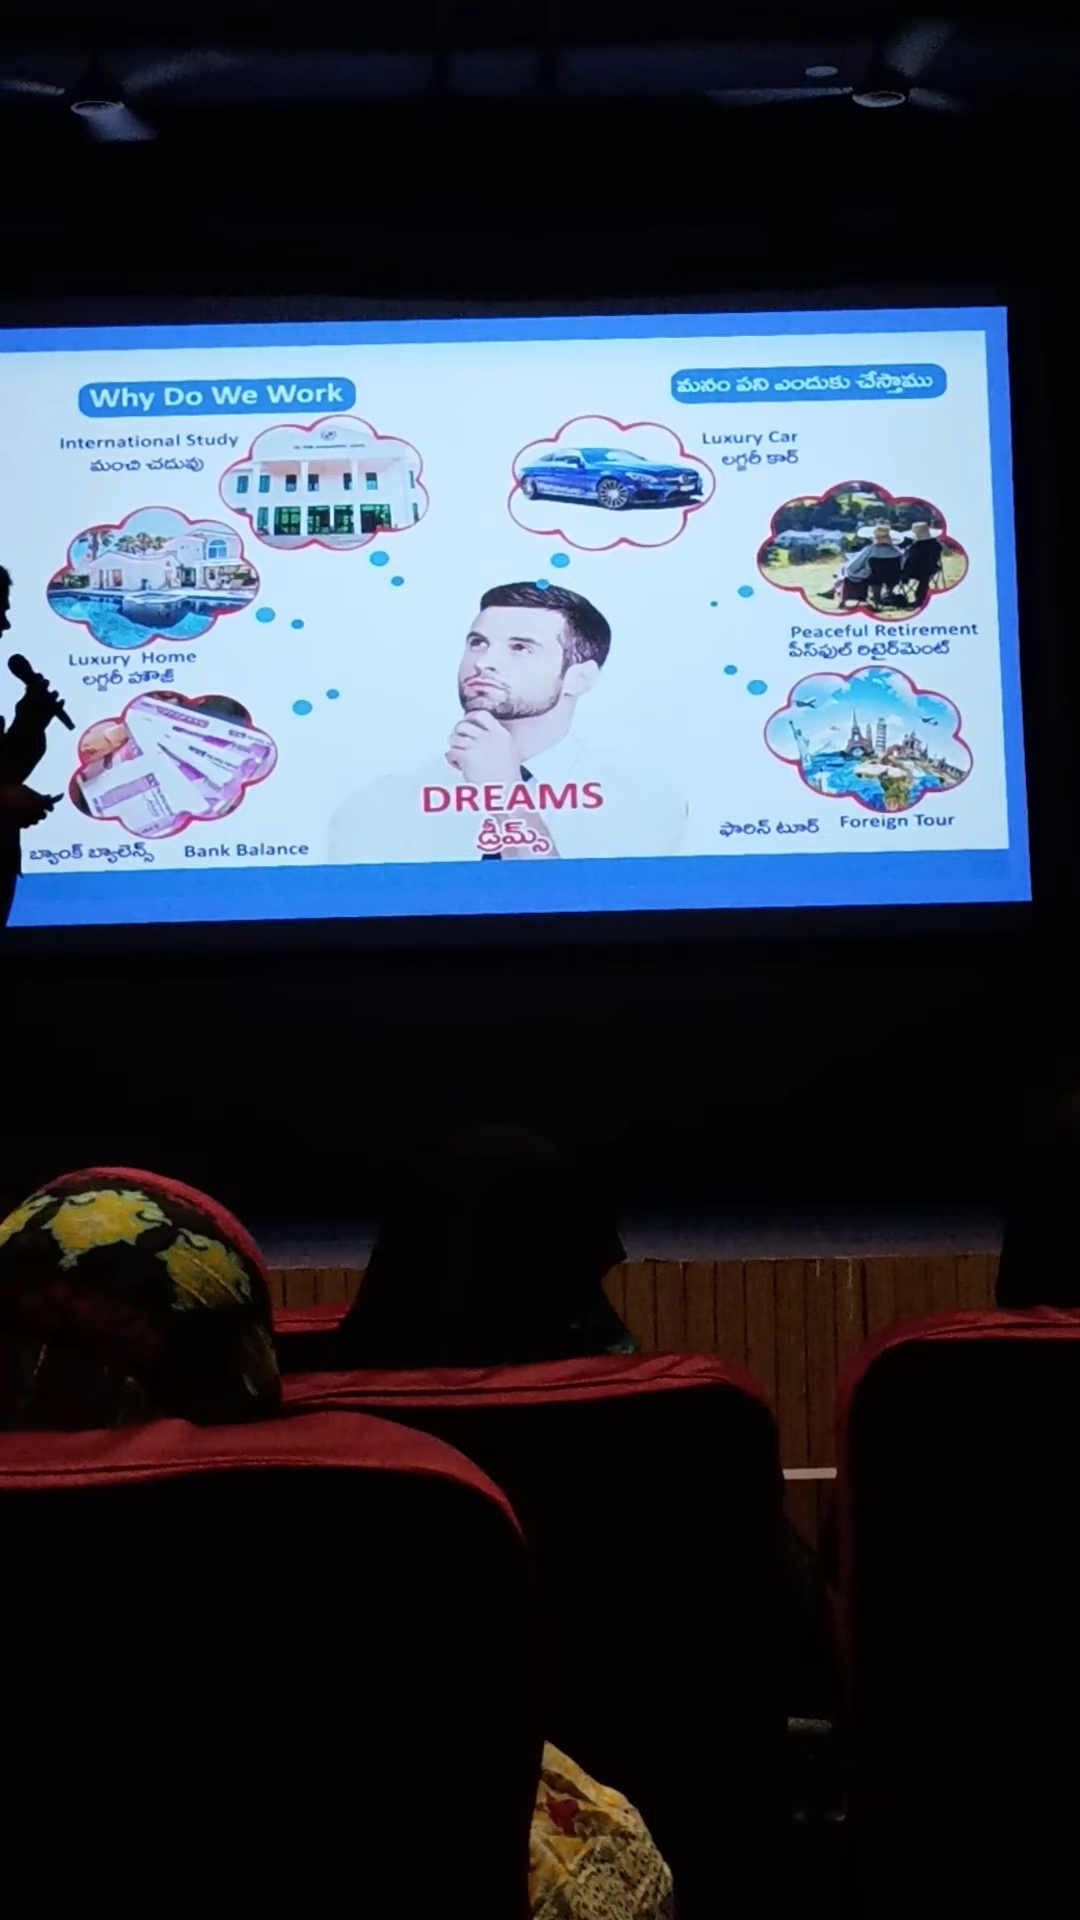 Why Do We Work
మనం పని ఎందుకు చేస్తాము
International Study
మంచి చదువు
Luxury Car
లగ్జరీ కార్
Luxury Home
లగ్జరీ హౌజ్
Peaceful Retirement
పీస్‌ఫుల్ రిటైర్‌మెంట్
DREAMS
డ్రీమ్స్
బ్యాంక్ బ్యాలెన్స్ Bank Balance
ఫారిన్ టూర్ Foreign Tour